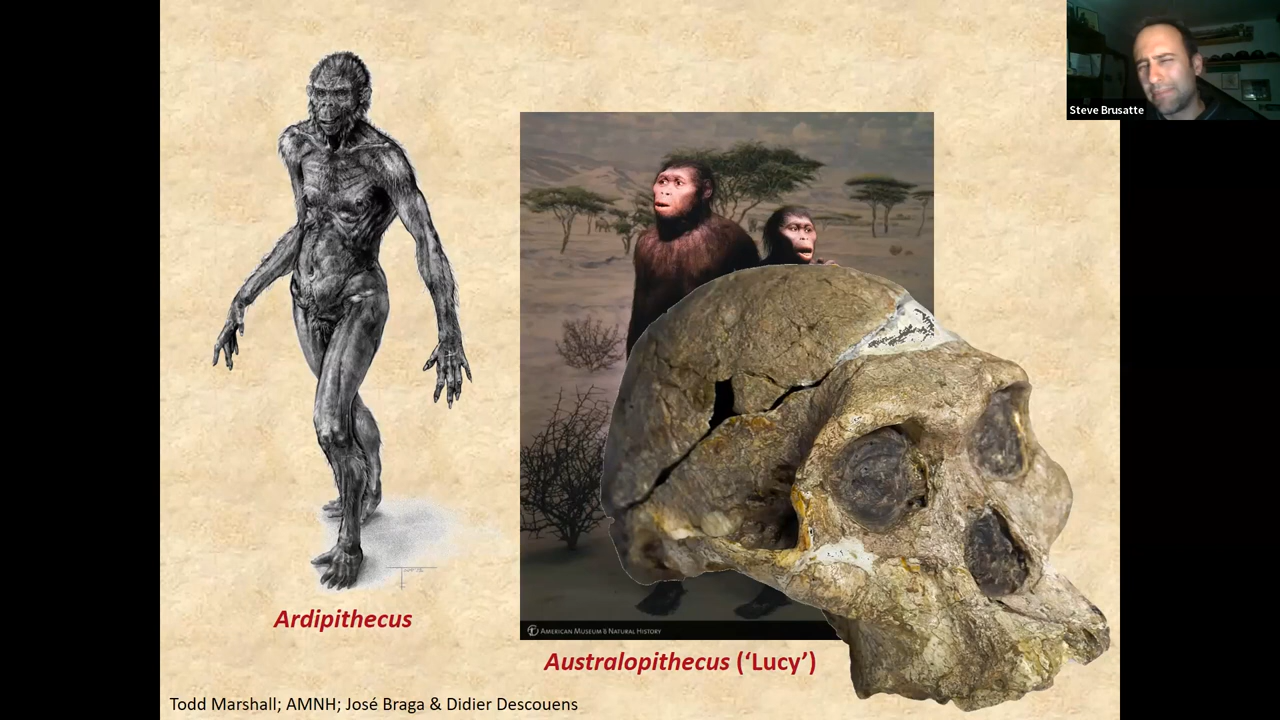 Steve Brusatte
AMERICAN MUSEUM OF NATURAL HISTORY
Ardipithecus
Australopithecus (‘Lucy’)
Todd Marshall; AMNH; José Braga & Didier Descouens